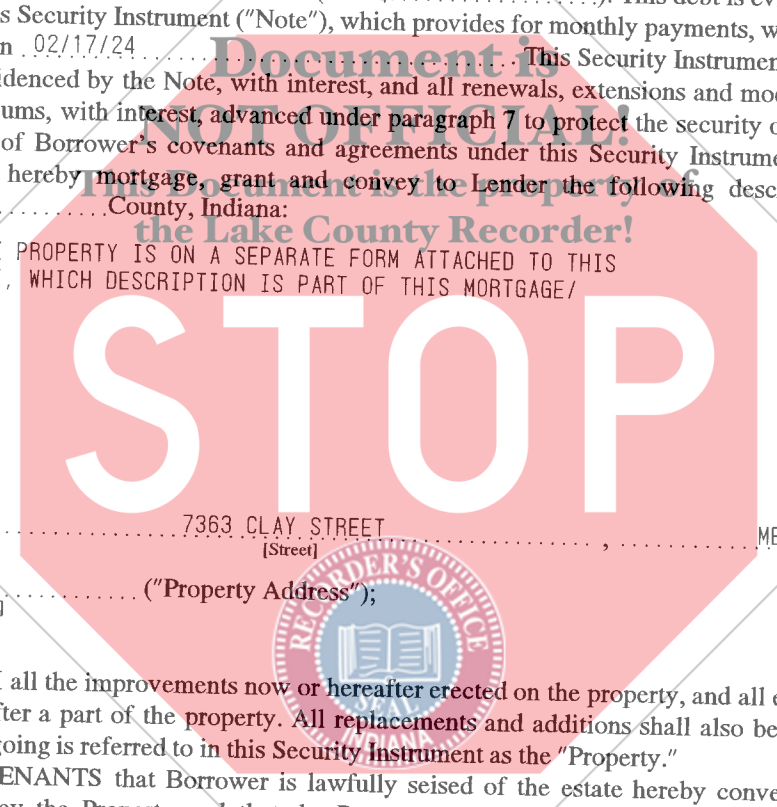 s Security Instrument ("Note"), which provides for monthly payments, w
n 02/17/24 This Security Instrumen
Document is
idenced by the Note, with interest, and all renewals, extensions and mod
ums, with interest, advanced under paragraph 7 to protect the security o
NOT OFFICIAL!
of Borrower's covenants and agreements under this Security Instrume
hereby mortgage, grant and convey to Lender the following desc
This Document is the property of
County, Indiana:
the Lake County Recorder!
PROPERTY IS ON A SEPARATE FORM ATTACHED TO THIS
, WHICH DESCRIPTION IS PART OF THIS MORTGAGE/
STOP
7363 CLAY STREET , ME
[Street]
("Property Address");
RECORDER'S OFFICE
SEAL
INDIANA
all the improvements now or hereafter erected on the property, and all e
fter a part of the property. All replacements and additions shall also be
going is referred to in this Security Instrument as the "Property."
ENANTS that Borrower is lawfully seised of the estate hereby conve